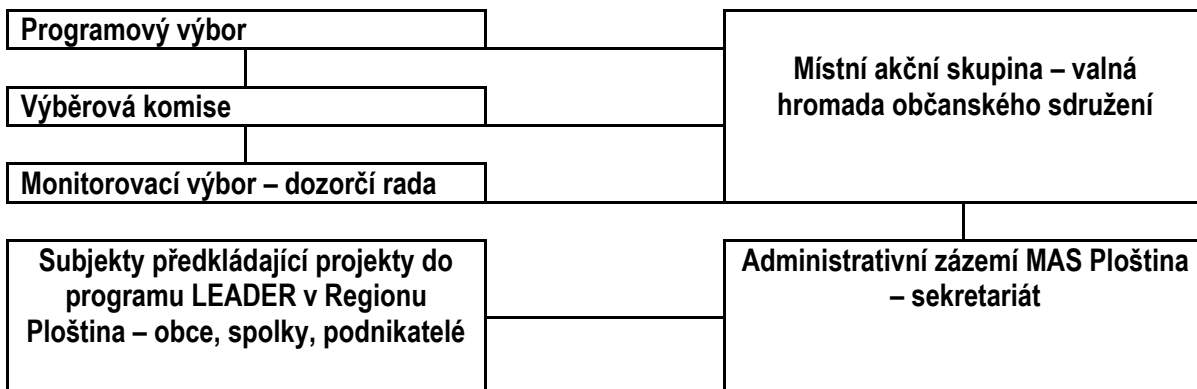 Programový výbor
Místní akční skupina – valná
hromada občanského sdružení
Výběrová komise
Monitorovací výbor – dozorčí rada
Subjekty předkládající projekty do
programu LEADER v Regionu
Ploština – obce, spolky, podnikatelé
Administrativní zázemí MAS Ploština
– sekretariát